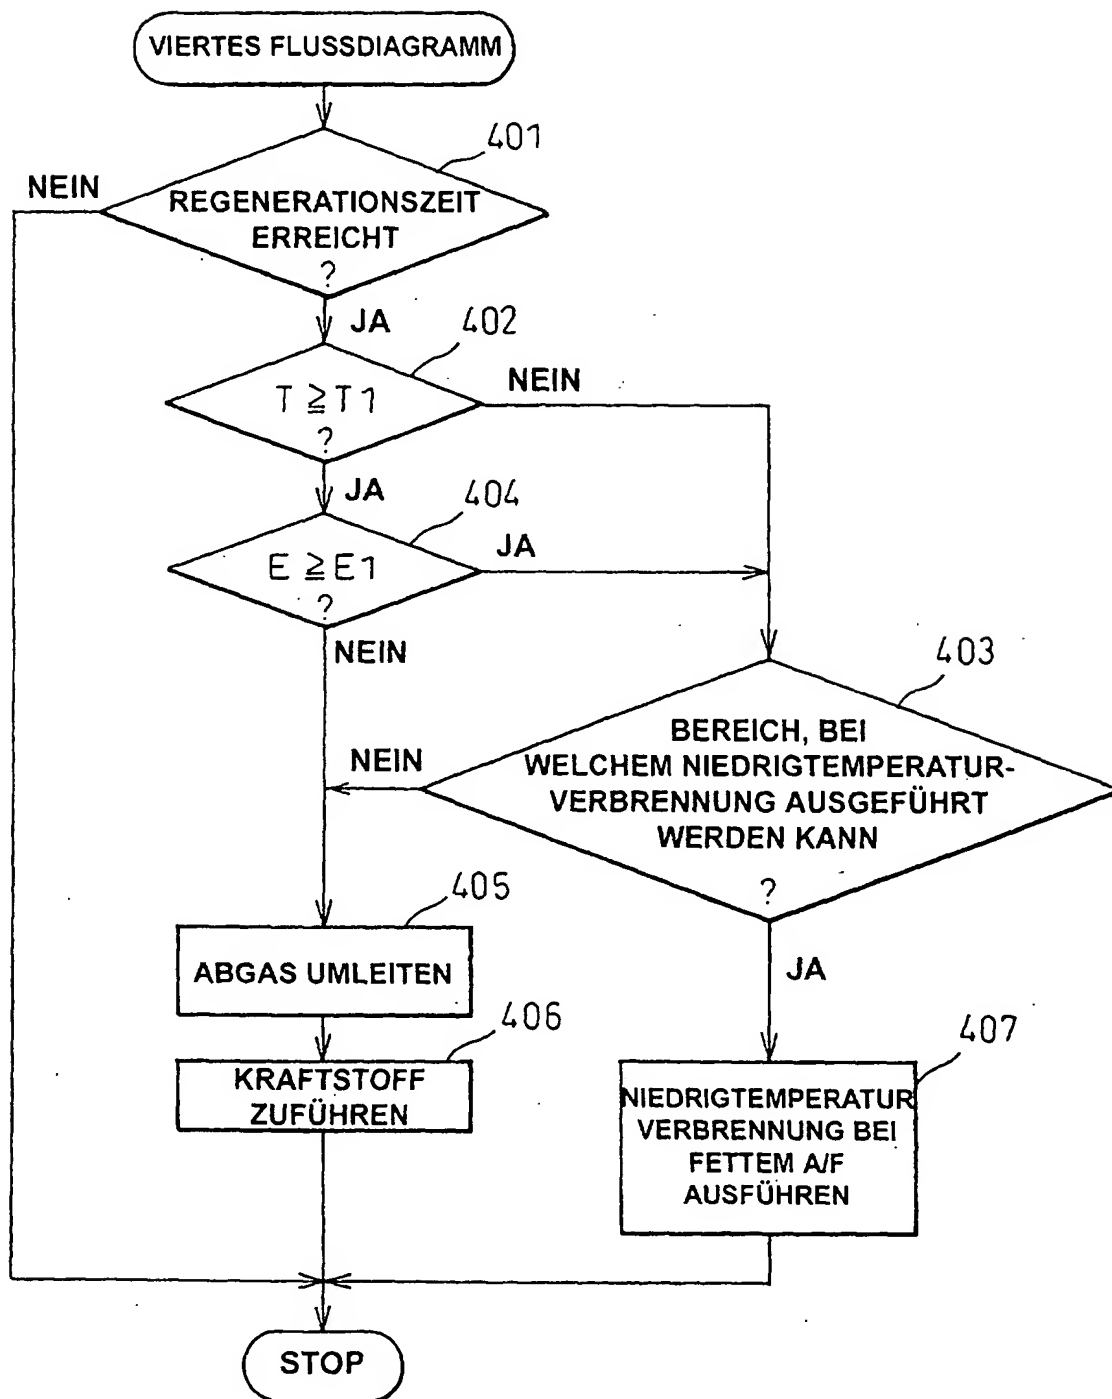 VIERTES FLUSSDIAGRAMM
401
NEIN
REGENERATIONSZEIT
ERREICHT
?
JA
402
T ≧ T1
?
NEIN
JA
404
E ≧ E1
?
JA
NEIN
403
BEREICH, BEI
WELCHEM NIEDRIGTEMPERATUR-
VERBRENNUNG AUSGEFÜHRT
WERDEN KANN
?
NEIN
JA
405
ABGAS UMLEITEN
406
KRAFTSTOFF
ZUFÜHREN
407
NIEDRIGTEMPERATUR
VERBRENNUNG BEI
FETTEM A/F
AUSFÜHREN
STOP